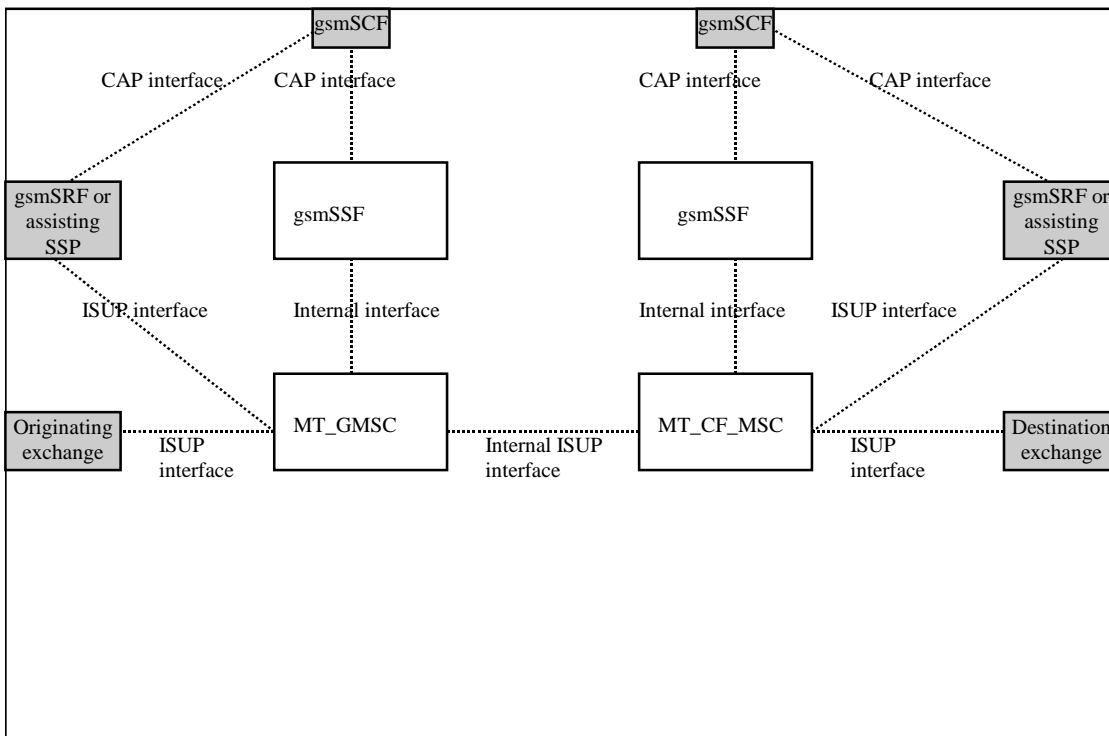 gsmSCF
gsmSCF
CAP interface
CAP interface
CAP interface
CAP interface
gsmSRF or
assisting
SSP
gsmSSF
gsmSSF
gsmSRF or
assisting
SSP
ISUP interface
Internal interface
Internal interface
ISUP interface
Originating
exchange
ISUP
interface
MT_GMSC
Internal ISUP
interface
MT_CF_MSC
ISUP
interface
Destination
exchange